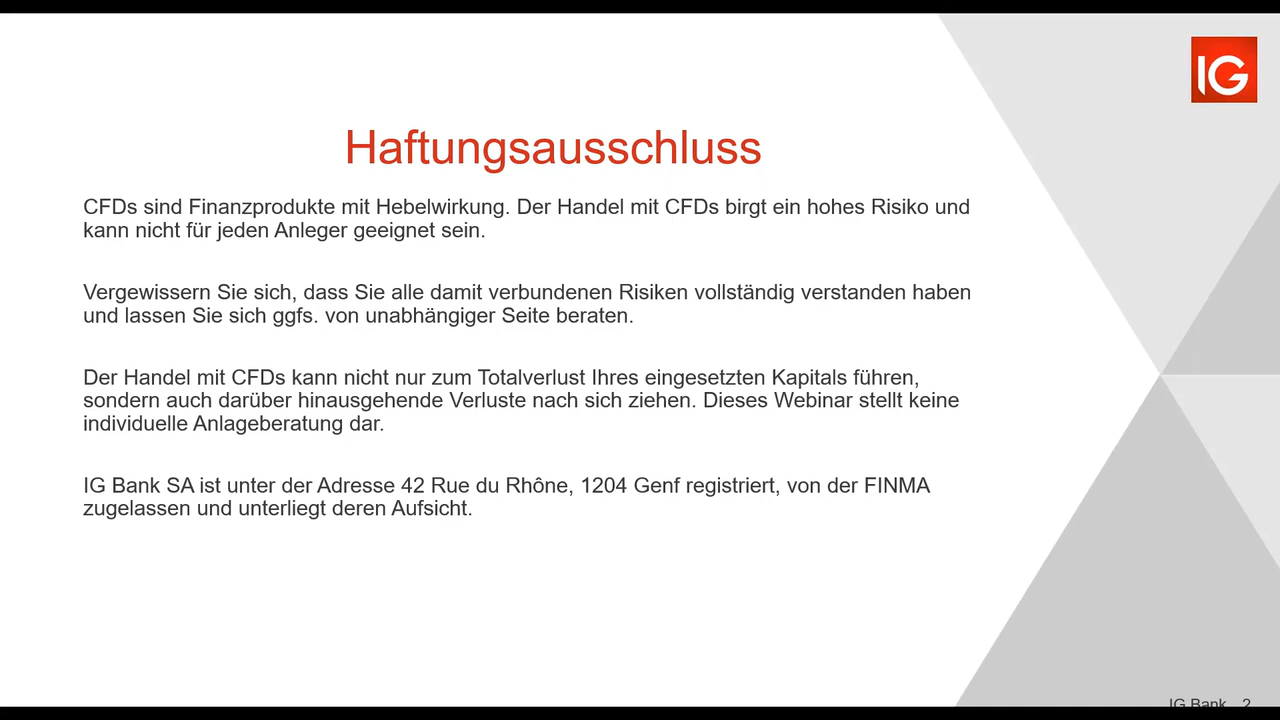 IG
Haftungsausschluss
CFDs sind Finanzprodukte mit Hebelwirkung. Der Handel mit CFDs birgt ein hohes Risiko und
kann nicht für jeden Anleger geeignet sein.
Vergewissern Sie sich, dass Sie alle damit verbundenen Risiken vollständig verstanden haben
und lassen Sie sich ggfs. von unabhängiger Seite beraten.
Der Handel mit CFDs kann nicht nur zum Totalverlust Ihres eingesetzten Kapitals führen,
sondern auch darüber hinausgehende Verluste nach sich ziehen. Dieses Webinar stellt keine
individuelle Anlageberatung dar.
IG Bank SA ist unter der Adresse 42 Rue du Rhône, 1204 Genf registriert, von der FINMA
zugelassen und unterliegt deren Aufsicht.
IG Bank 2